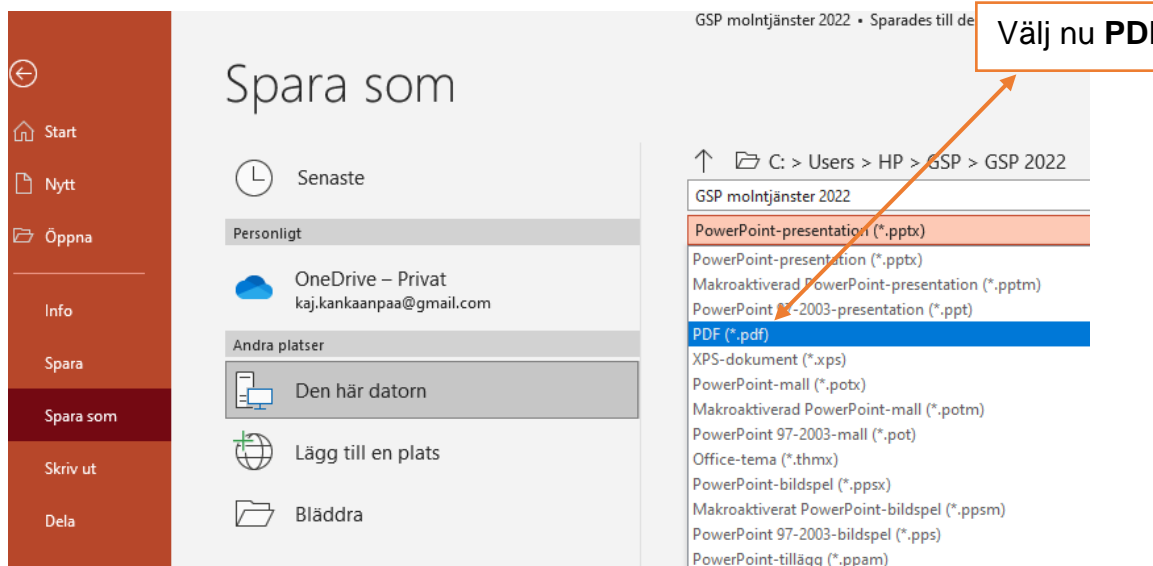 GSP molntjänster 2022 • Sparades till de
Välj nu PDF
Spara som
Start
Nytt
Öppna
Info
Spara
Spara som
Skriv ut
Dela
Senaste
Personligt
OneDrive – Privat
kaj.kankaanpaa@gmail.com
Andra platser
Den här datorn
Lägg till en plats
Bläddra
C: > Users > HP > GSP > GSP 2022
GSP molntjänster 2022
PowerPoint-presentation (*.pptx)
PowerPoint-presentation (*.pptx)
Makroaktiverad PowerPoint-presentation (*.pptm)
PowerPoint 97-2003-presentation (*.ppt)
PDF (*.pdf)
XPS-dokument (*.xps)
PowerPoint-mall (*.potx)
Makroaktiverad PowerPoint-mall (*.potm)
PowerPoint 97-2003-mall (*.pot)
Office-tema (*.thmx)
PowerPoint-bildspel (*.ppsx)
Makroaktiverat PowerPoint-bildspel (*.ppsm)
PowerPoint 97-2003-bildspel (*.pps)
PowerPoint-tillägg (*.ppam)